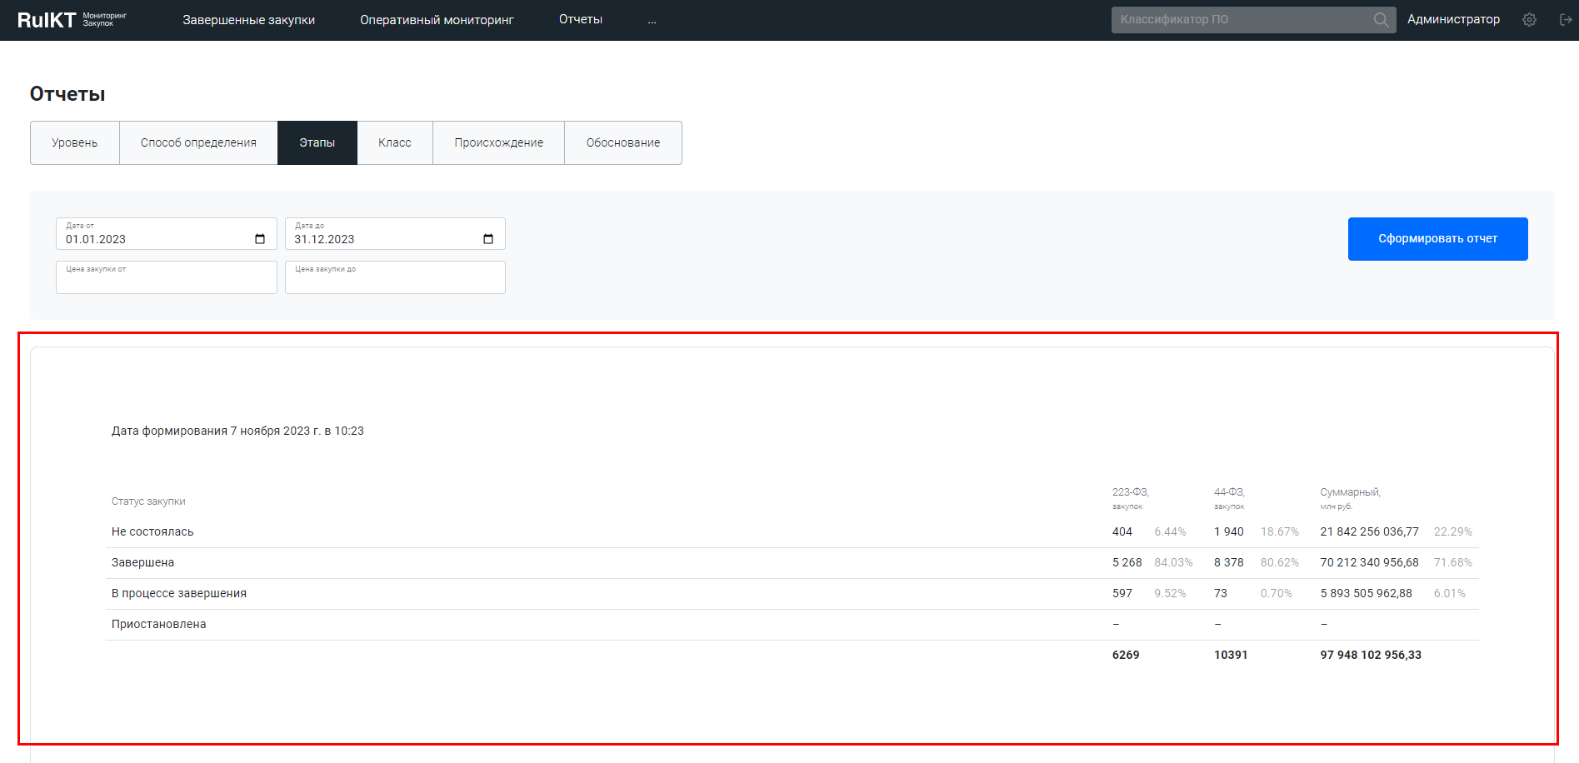 RuIKT Мониторинг Закупок Завершенные закупки Оперативный мониторинг Отчеты ... Классификатор ПО Администратор
Отчеты
Уровень Способ определения Этапы Класс Происхождение Обоснование
Дата от Дата до
01.01.2023 31.12.2023 Сформировать отчет
Цена закупки от Цена закупки до
Дата формирования 7 ноября 2023 г. в 10:23
Статус закупки 223-ФЗ, закупок 44-ФЗ, закупок Суммарный, млн руб.
Не состоялась 404 6.44% 1 940 18.67% 21 842 256 036,77 22.29%
Завершена 5 268 84.03% 8 378 80.62% 70 212 340 956,68 71.68%
В процессе завершения 597 9.52% 73 0.70% 5 893 505 962,88 6.01%
Приостановлена – – –
6269 10391 97 948 102 956,33